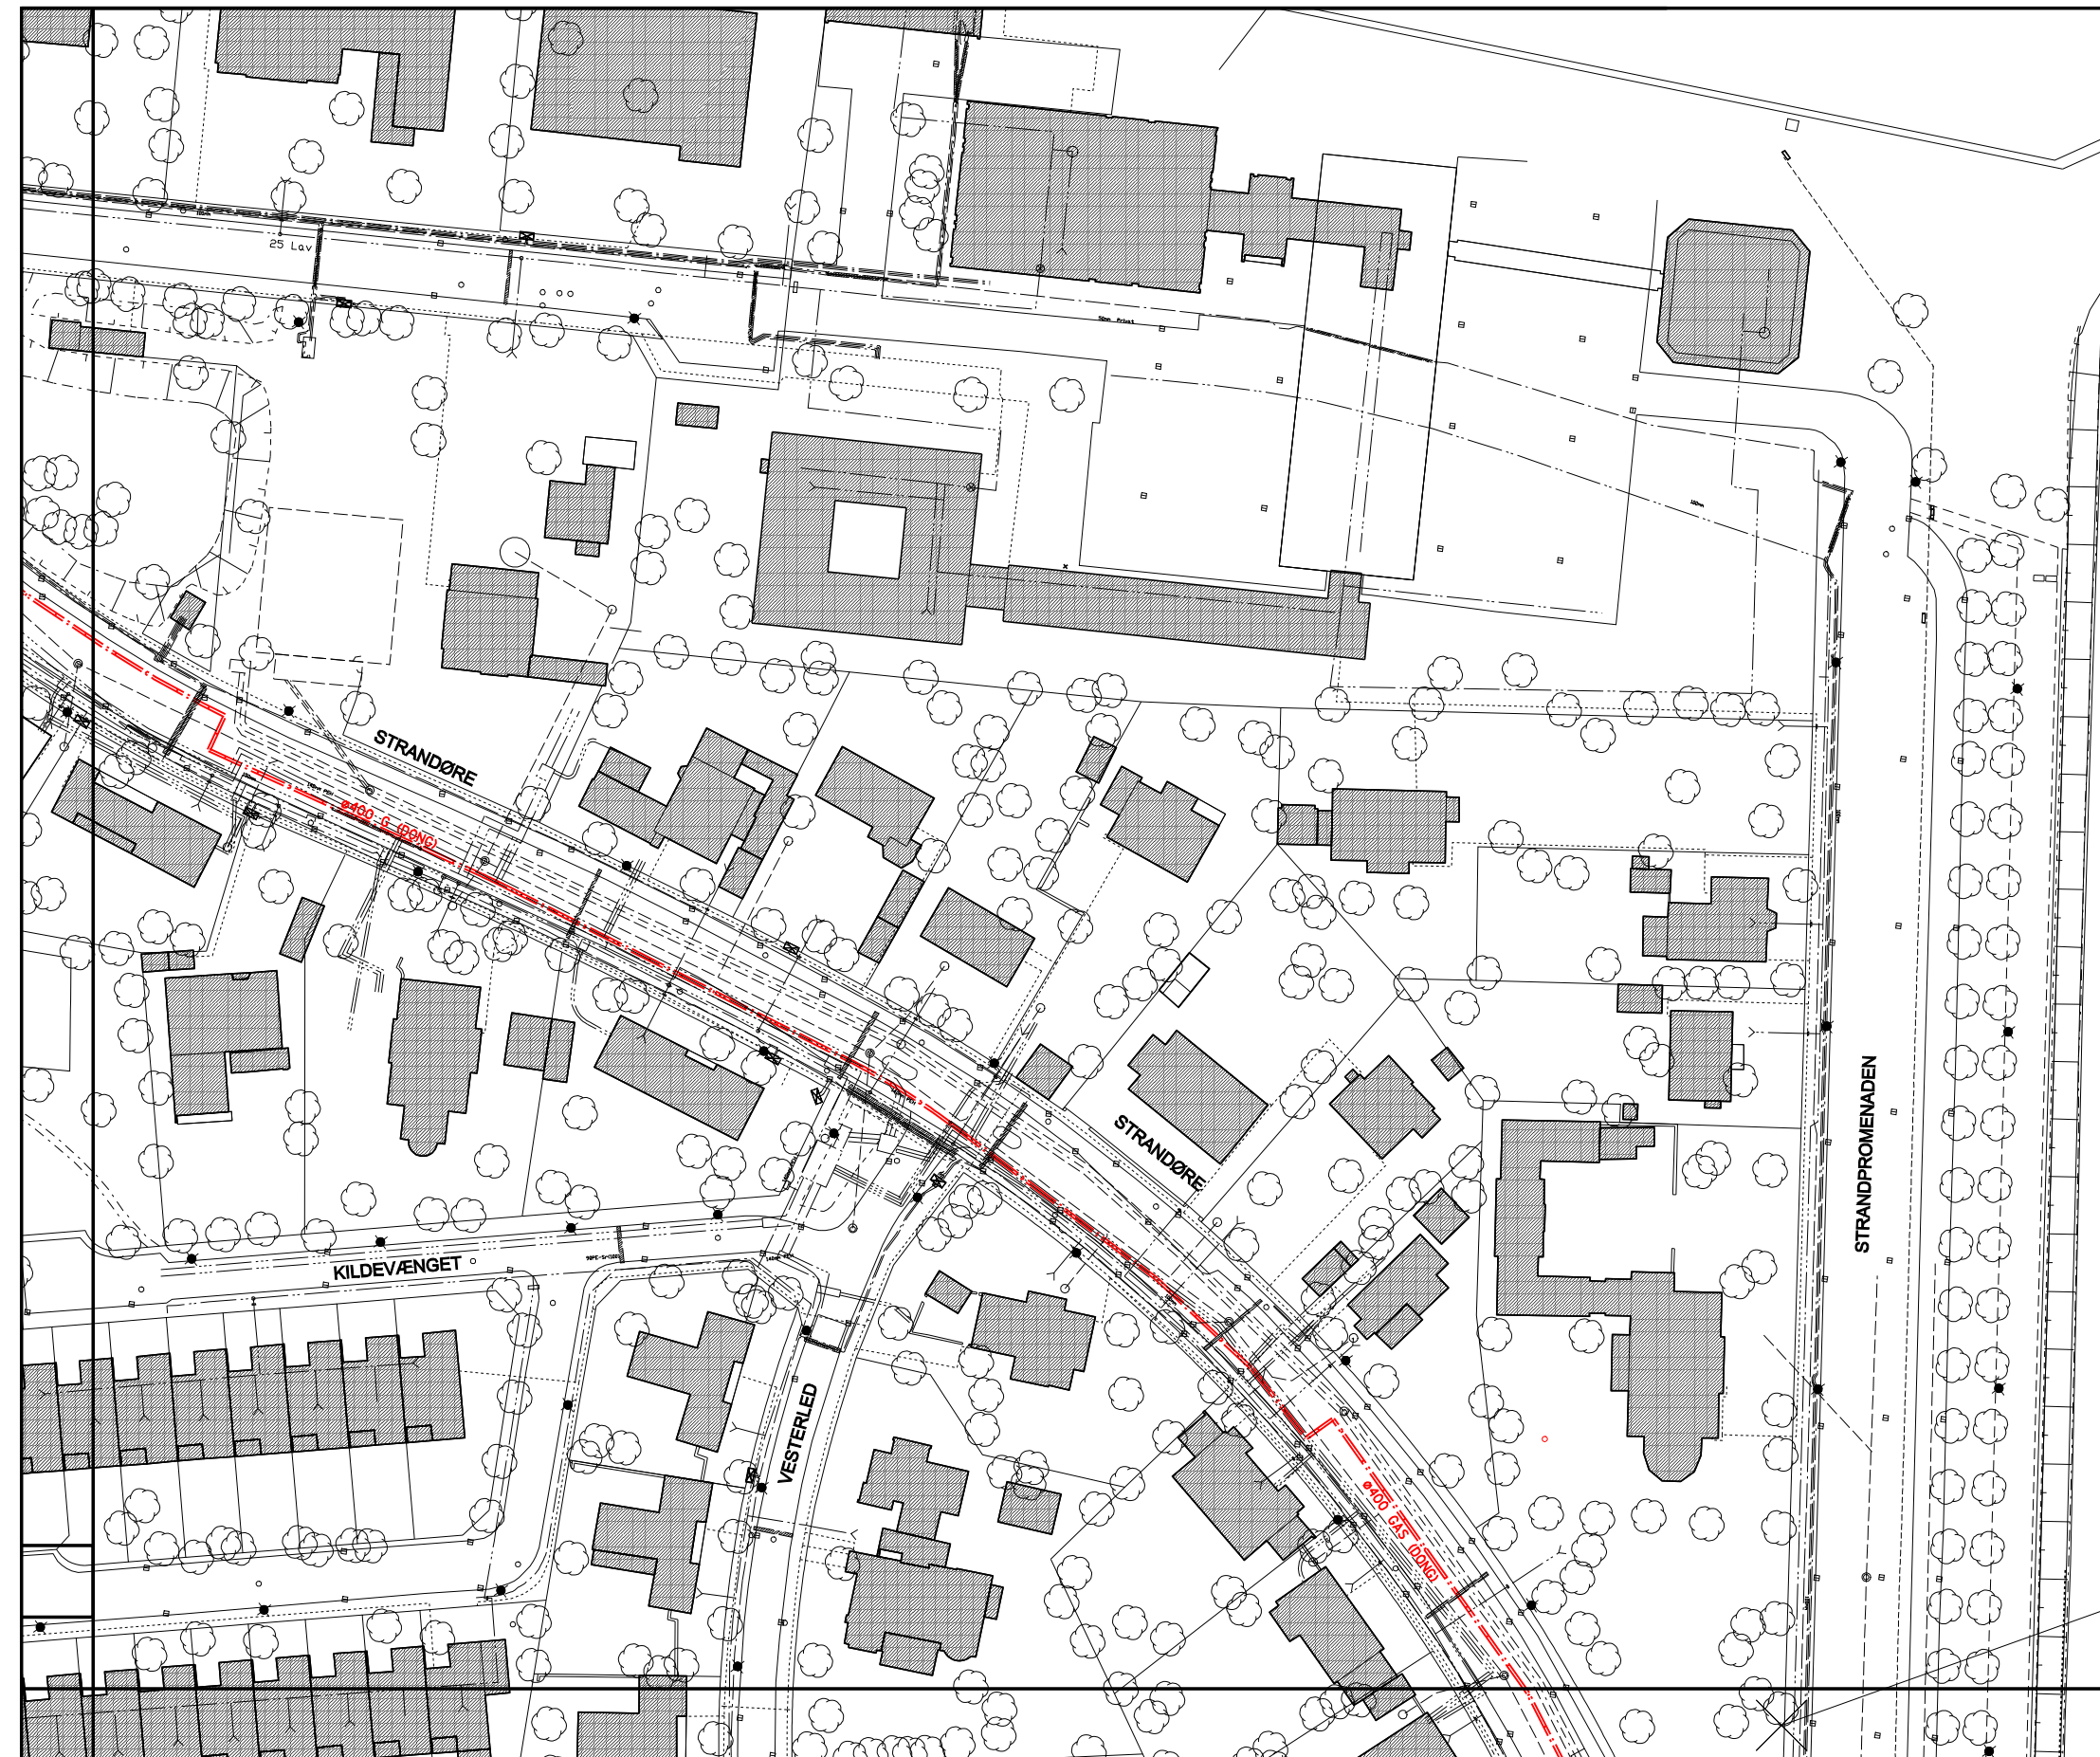 25 Lav
STRANDØRE
ø400 G (DONG)
STRANDØRE
STRANDPROMENADEN
KILDEVÆNGET
VESTERLED
ø400 GAS (DONG)